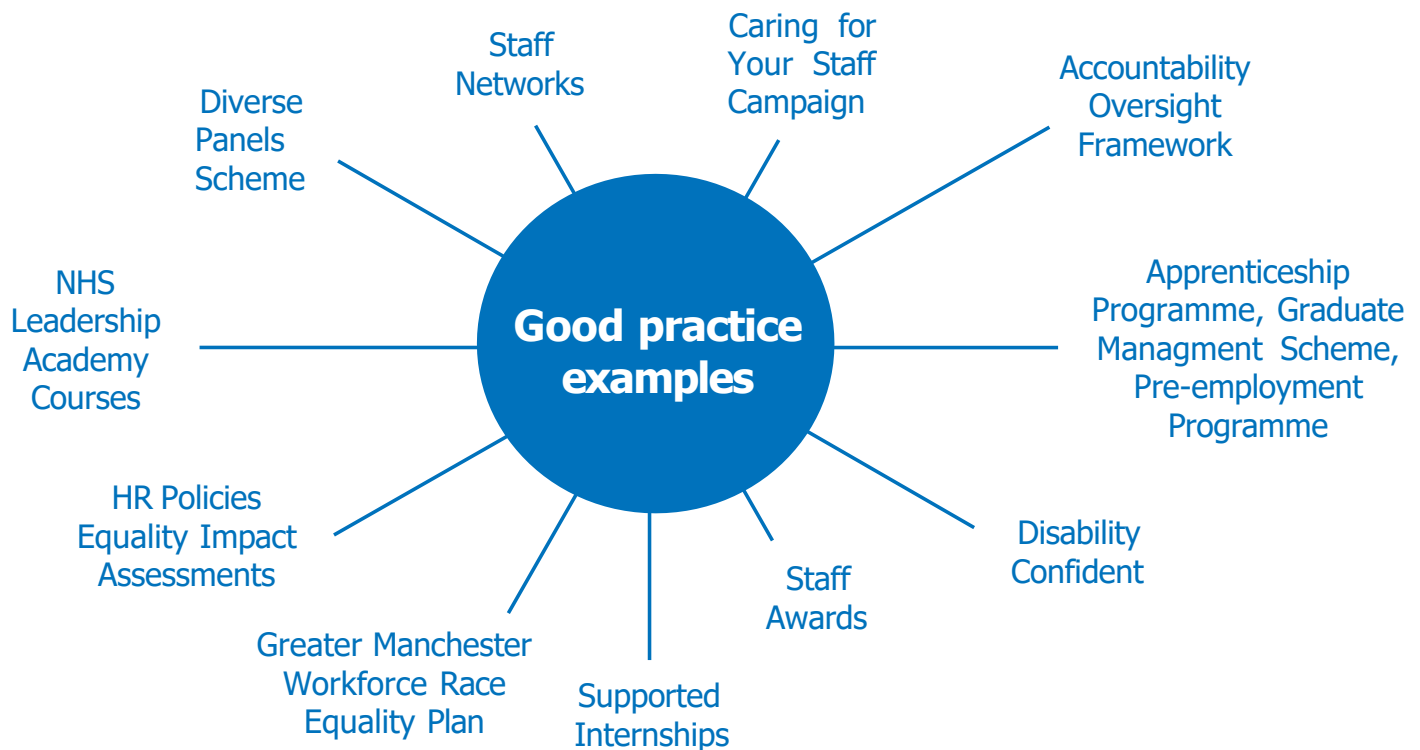 Good practice
examples
Staff
Networks
Caring for
Your Staff
Campaign
Accountability
Oversight
Framework
Apprenticeship
Programme, Graduate
Managment Scheme,
Pre-employment
Programme
Disability
Confident
Staff
Awards
Supported
Internships
Greater Manchester
Workforce Race
Equality Plan
HR Policies
Equality Impact
Assessments
NHS
Leadership
Academy
Courses
Diverse
Panels
Scheme